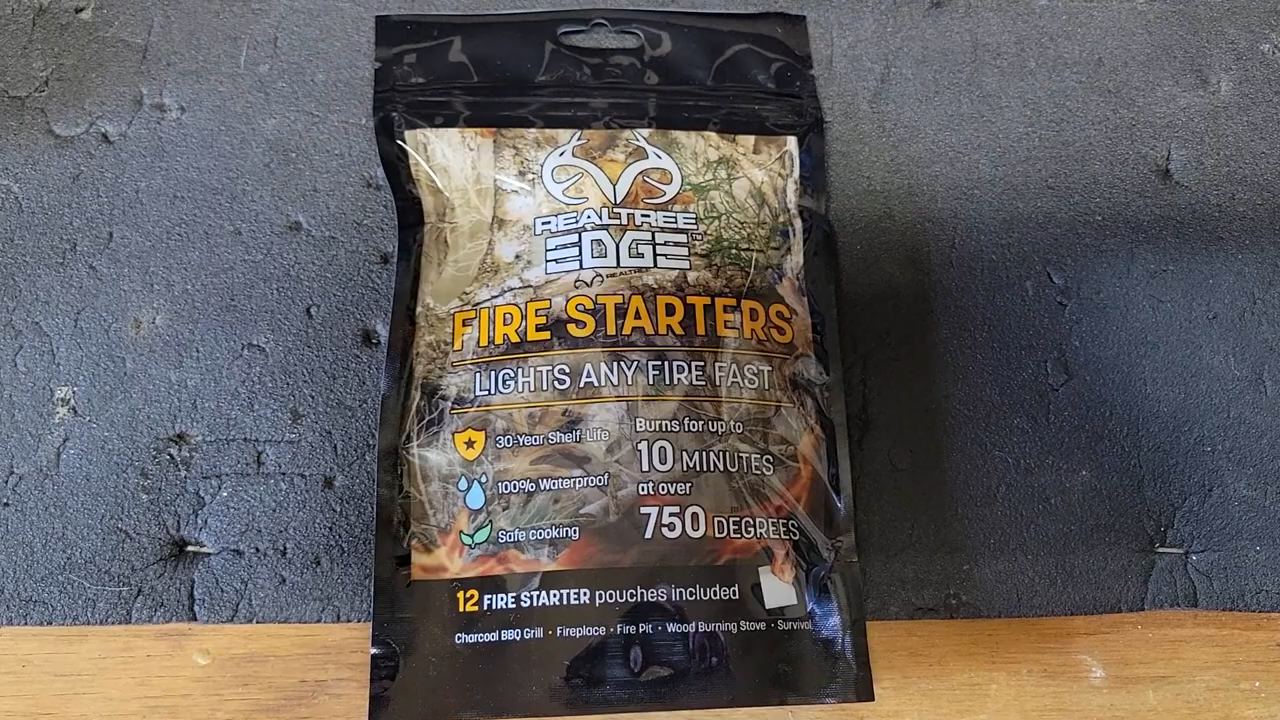 REALTREE
EDGE™
REALTREE
FIRE STARTERS
LIGHTS ANY FIRE FAST
30-Year Shelf-Life
100% Waterproof
Safe cooking
Burns for up to
10 MINUTES
at over
750 DEGREES
12 FIRE STARTER pouches included
Charcoal BBQ Grill • Fireplace • Fire Pit • Wood Burning Stove • Survival